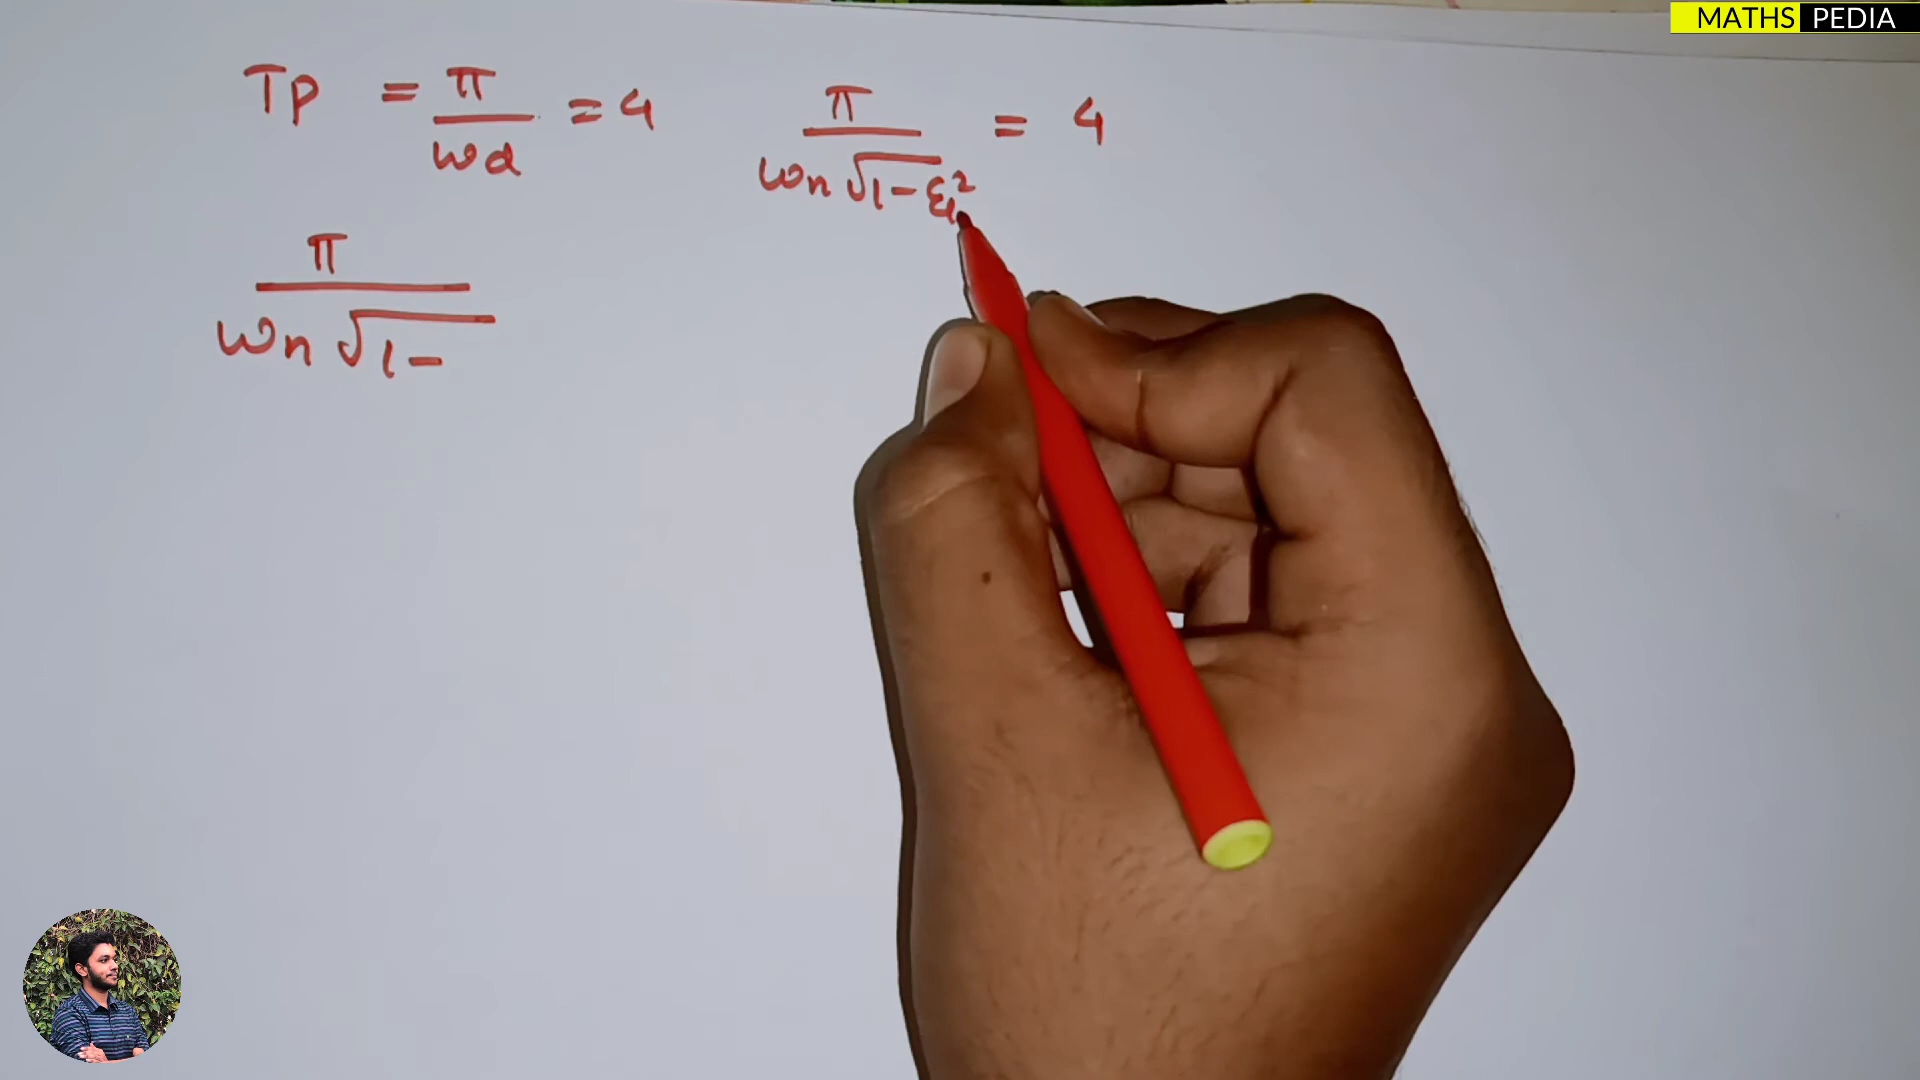 MATHS PEDIA
Tp = π/ωd = 4
π/ωn√1-ξ² = 4
π/ωn√1-